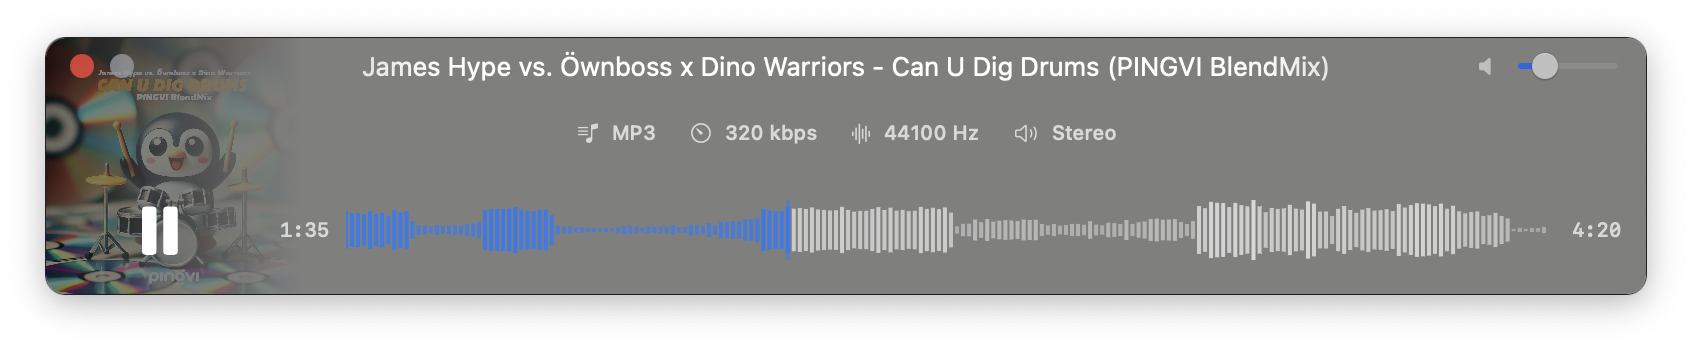 James Hype vs. Öwnboss x Dino Warriors - Can U Dig Drums (PINGVI BlendMix)
James Hype vs. Öwnboss x Dino Warriors
CAN U DIG DRUMS
PINGVI BlendMix
MP3 320 kbps 44100 Hz Stereo
1:35 4:20
pingvi